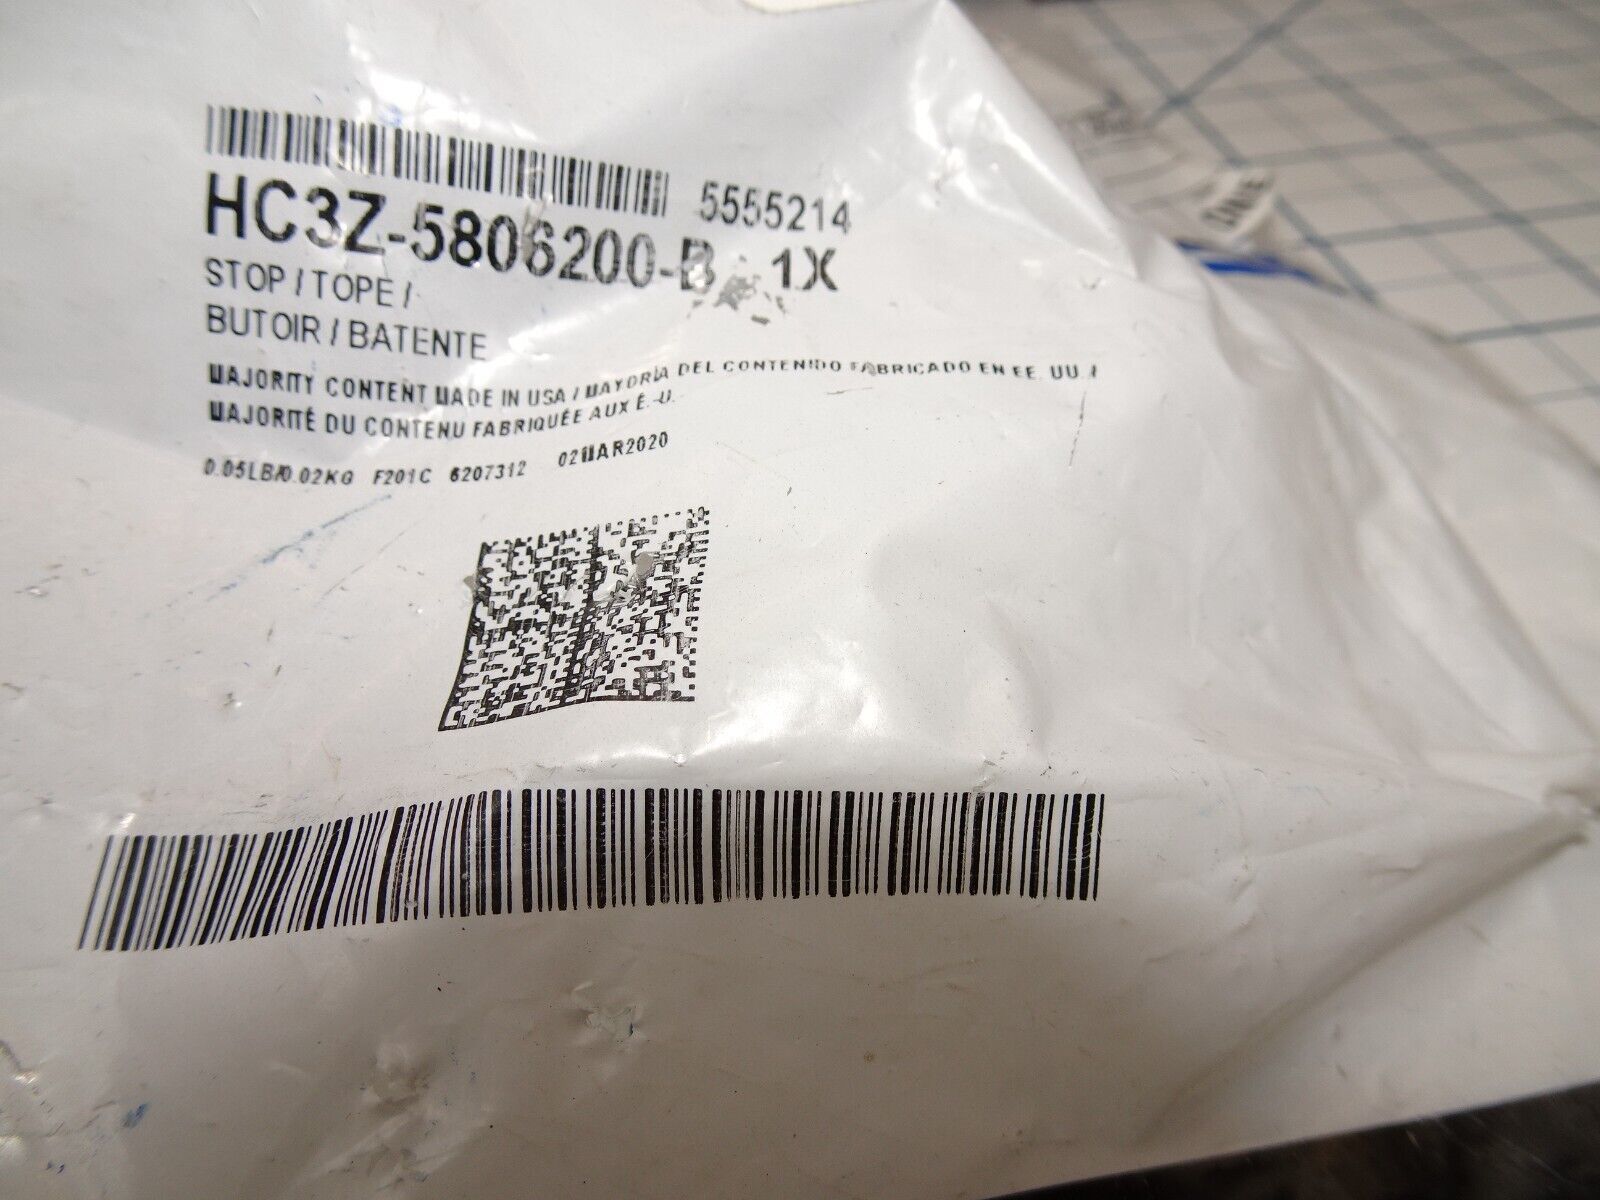 5555214
HC3Z-5806200-B 1X
STOP / TOPE /
BUTOIR / BATENTE
MAJORITY CONTENT MADE IN USA / MAYORIA DEL CONTENIDO FABRICADO EN EE. UU. /
MAJORITÉ DU CONTENU FABRIQUÉE AUX É.-U.
0.05LB/0.02KG F201C 6207312 02MAR2020